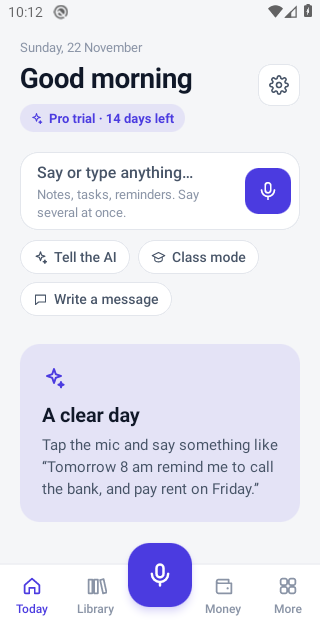 10:12
Sunday, 22 November
Good morning
Pro trial · 14 days left
Say or type anything…
Notes, tasks, reminders. Say
several at once.
Tell the AI
Class mode
Write a message
A clear day
Tap the mic and say something like
“Tomorrow 8 am remind me to call
the bank, and pay rent on Friday.”
Today
Library
Money
More